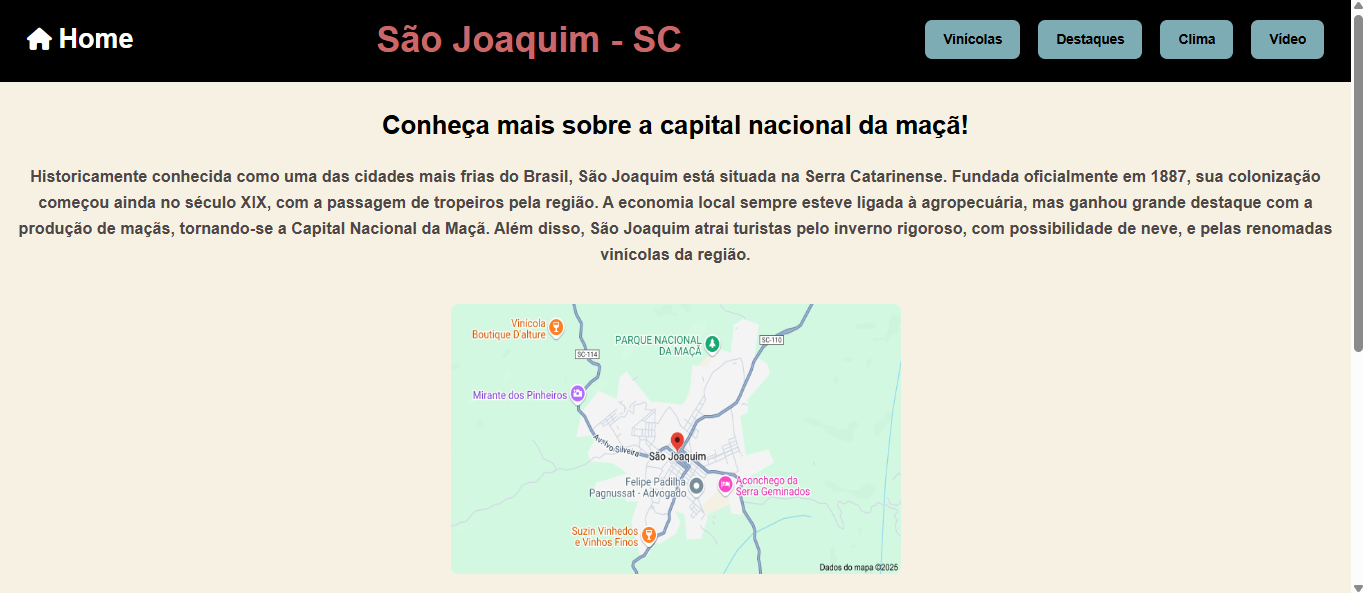 Home
São Joaquim - SC
Vinícolas
Destaques
Clima
Vídeo
Conheça mais sobre a capital nacional da maçã!
Historicamente conhecida como uma das cidades mais frias do Brasil, São Joaquim está situada na Serra Catarinense. Fundada oficialmente em 1887, sua colonização
começou ainda no século XIX, com a passagem de tropeiros pela região. A economia local sempre esteve ligada à agropecuária, mas ganhou grande destaque com a
produção de maçãs, tornando-se a Capital Nacional da Maçã. Além disso, São Joaquim atrai turistas pelo inverno rigoroso, com possibilidade de neve, e pelas renomadas
vinícolas da região.
Vinicola
Boutique D'alture
SC-114
PARQUE NACIONAL
DA MAÇÃ
SC-110
Mirante dos Pinheiros
Silveira
São Joaquim
Felipe Padilha
Pagnussat - Advogado
Aconchego da
Serra Geminados
Suzin Vinhedos
e Vinhos Finos
Dados do mapa ©2025